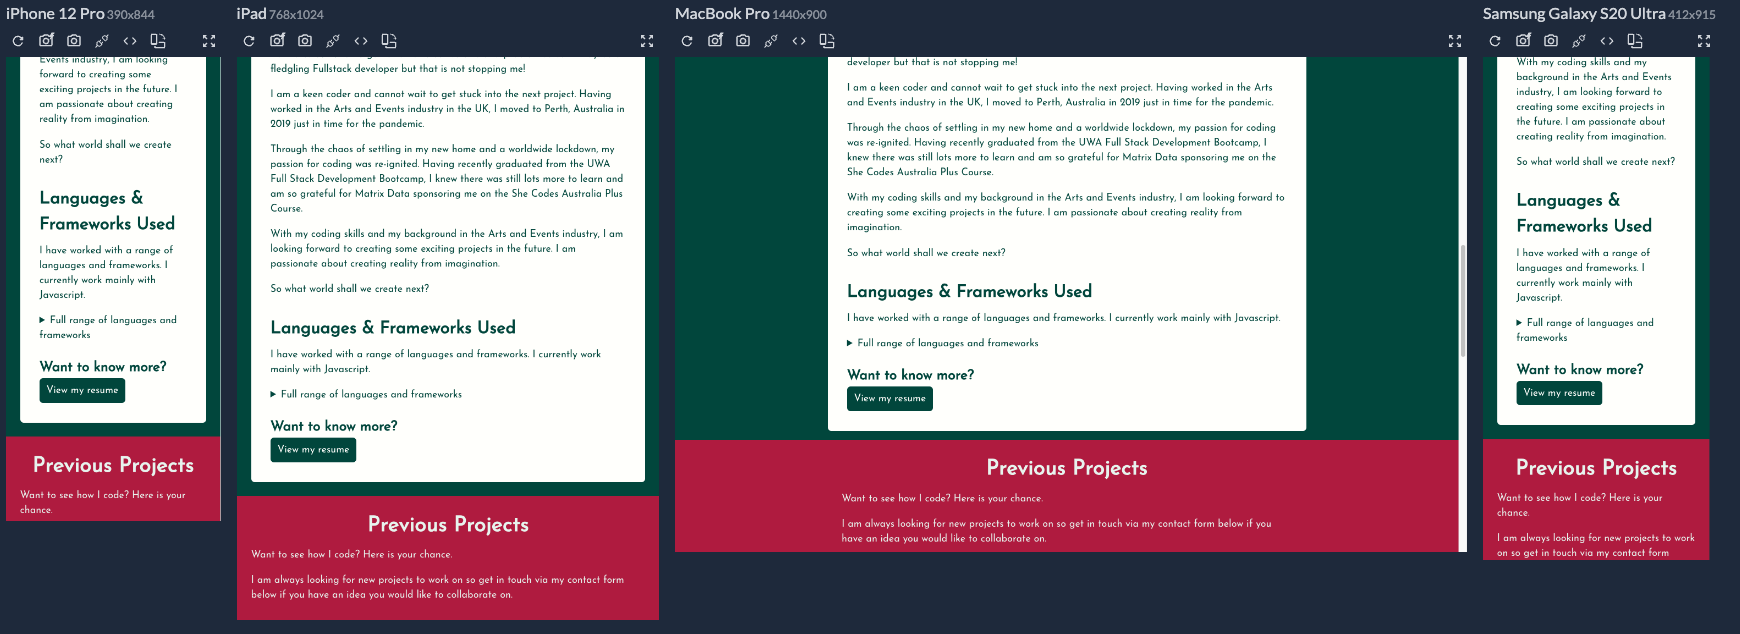 iPhone 12 Pro 390x844
Events industry, I am looking
forward to creating some
exciting projects in the future. I
am passionate about creating
reality from imagination.
So what world shall we create
next?
Languages &
Frameworks Used
I have worked with a range of
languages and frameworks. I
currently work mainly with
Javascript.
Full range of languages and
frameworks
Want to know more?
View my resume
Previous Projects
Want to see how I code? Here is your
chance.
iPad 768x1024
fledgling Fullstack developer but that is not stopping me!
I am a keen coder and cannot wait to get stuck into the next project. Having
worked in the Arts and Events industry in the UK, I moved to Perth, Australia in
2019 just in time for the pandemic.
Through the chaos of settling in my new home and a worldwide lockdown, my
passion for coding was re-ignited. Having recently graduated from the UWA
Full Stack Development Bootcamp, I knew there was still lots more to learn and
am so grateful for Matrix Data sponsoring me on the She Codes Australia Plus
Course.
With my coding skills and my background in the Arts and Events industry, I am
looking forward to creating some exciting projects in the future. I am
passionate about creating reality from imagination.
So what world shall we create next?
Languages & Frameworks Used
I have worked with a range of languages and frameworks. I currently work
mainly with Javascript.
Full range of languages and frameworks
Want to know more?
View my resume
Previous Projects
Want to see how I code? Here is your chance.
I am always looking for new projects to work on so get in touch via my contact form
below if you have an idea you would like to collaborate on.
MacBook Pro 1440x900
developer but that is not stopping me!
I am a keen coder and cannot wait to get stuck into the next project. Having worked in the Arts
and Events industry in the UK, I moved to Perth, Australia in 2019 just in time for the pandemic.
Through the chaos of settling in my new home and a worldwide lockdown, my passion for coding
was re-ignited. Having recently graduated from the UWA Full Stack Development Bootcamp, I
knew there was still lots more to learn and am so grateful for Matrix Data sponsoring me on the
She Codes Australia Plus Course.
With my coding skills and my background in the Arts and Events industry, I am looking forward to
creating some exciting projects in the future. I am passionate about creating reality from
imagination.
So what world shall we create next?
Languages & Frameworks Used
I have worked with a range of languages and frameworks. I currently work mainly with Javascript.
Full range of languages and frameworks
Want to know more?
View my resume
Previous Projects
Want to see how I code? Here is your chance.
I am always looking for new projects to work on so get in touch via my contact form below if you
have an idea you would like to collaborate on.
Samsung Galaxy S20 Ultra 412x915
With my coding skills and my
background in the Arts and Events
industry, I am looking forward to
creating some exciting projects in
the future. I am passionate about
creating reality from imagination.
So what world shall we create next?
Languages &
Frameworks Used
I have worked with a range of
languages and frameworks. I
currently work mainly with
Javascript.
Full range of languages and
frameworks
Want to know more?
View my resume
Previous Projects
Want to see how I code? Here is your
chance.
I am always looking for new projects to work
on so get in touch via my contact form